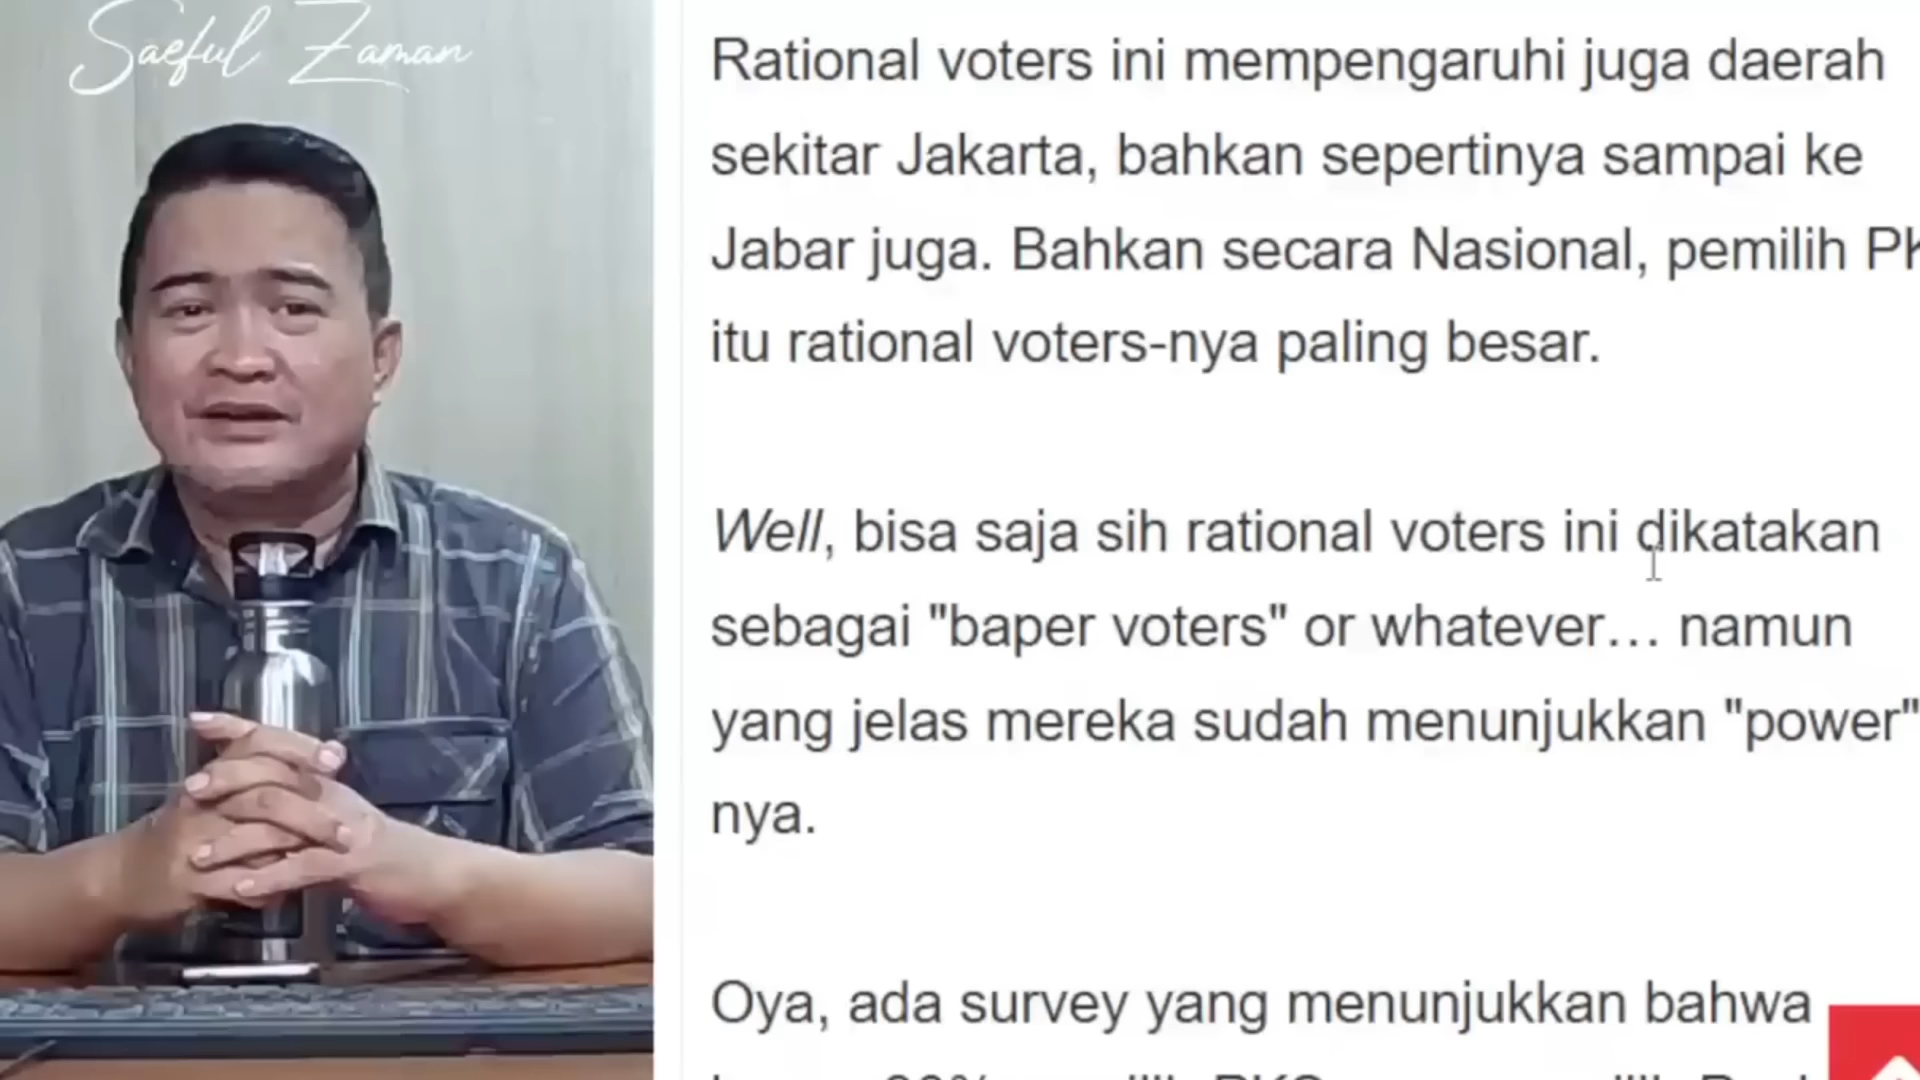 Saeful Zaman
Rational voters ini mempengaruhi juga daerah
sekitar Jakarta, bahkan sepertinya sampai ke
Jabar juga. Bahkan secara Nasional, pemilih
itu rational voters-nya paling besar.
Well, bisa saja sih rational voters ini dikatakan
sebagai "baper voters" or whatever... namun
yang jelas mereka sudah menunjukkan "power"
nya.
Oya, ada survey yang menunjukkan bahwa